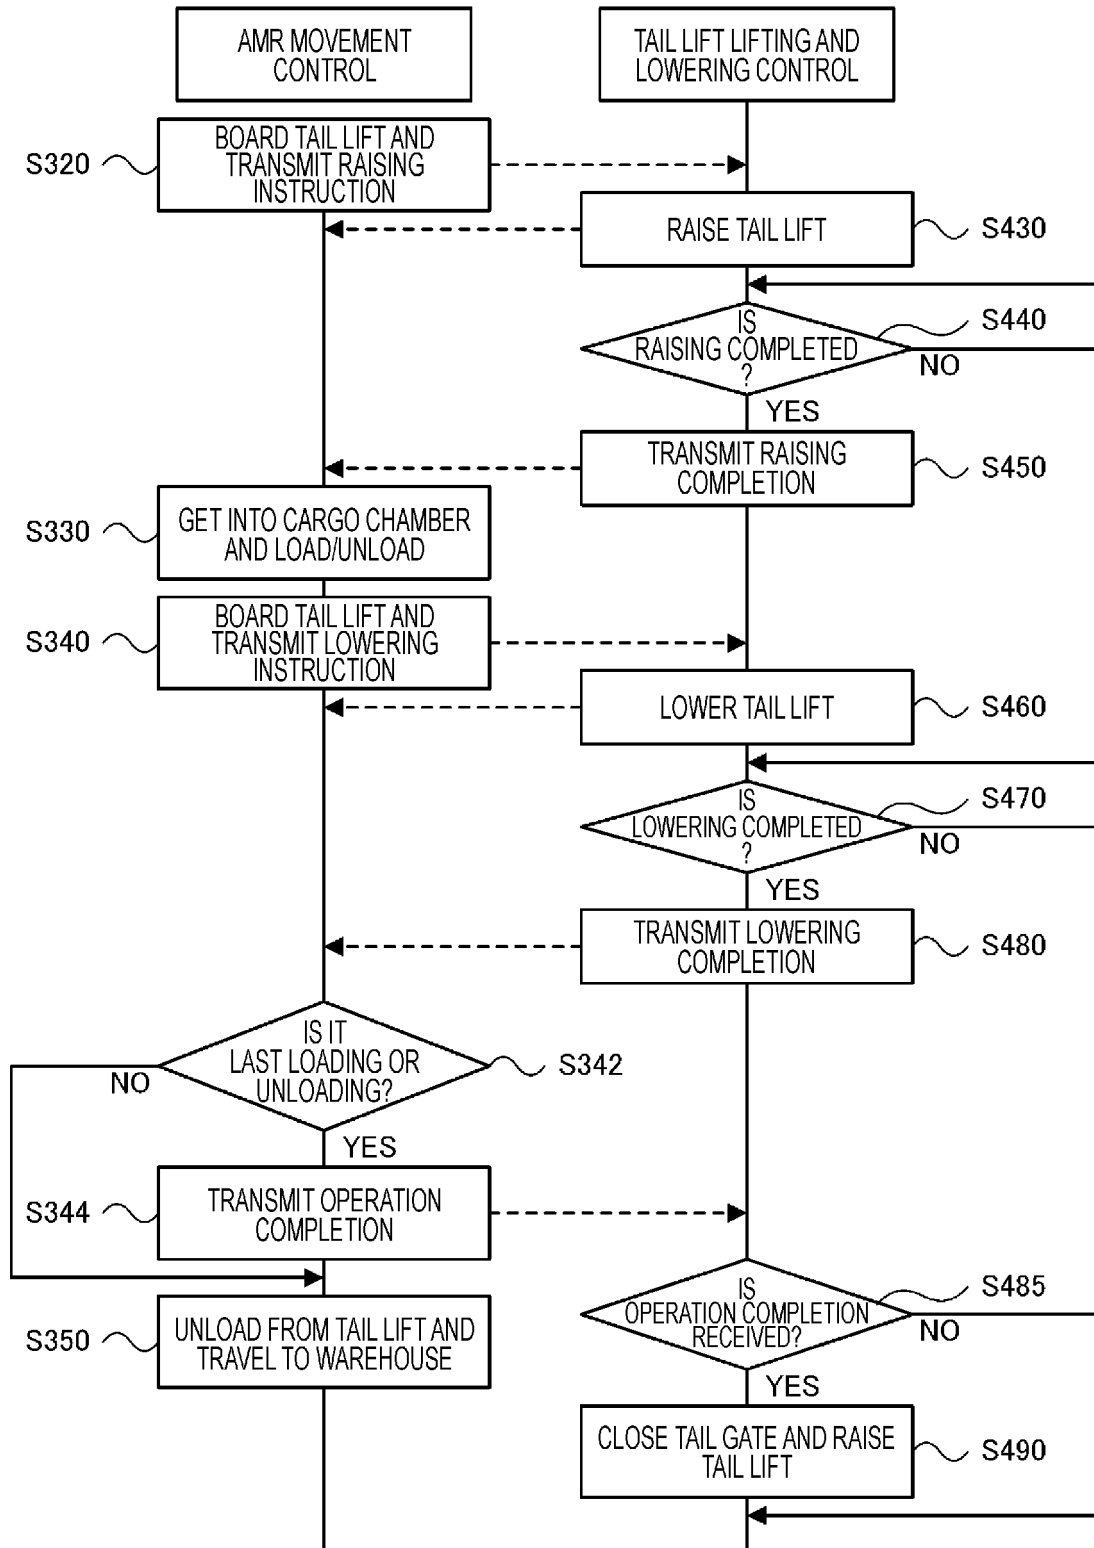 AMR MOVEMENT
CONTROL
TAIL LIFT LIFTING AND
LOWERING CONTROL
S320
BOARD TAIL LIFT AND
TRANSMIT RAISING
INSTRUCTION
RAISE TAIL LIFT
S430
IS
RAISING COMPLETED
?
S440
NO
YES
TRANSMIT RAISING
COMPLETION
S450
S330
GET INTO CARGO CHAMBER
AND LOAD/UNLOAD
S340
BOARD TAIL LIFT AND
TRANSMIT LOWERING
INSTRUCTION
LOWER TAIL LIFT
S460
IS
LOWERING COMPLETED
?
S470
NO
YES
TRANSMIT LOWERING
COMPLETION
S480
IS IT
LAST LOADING OR
UNLOADING?
S342
NO
YES
S344
TRANSMIT OPERATION
COMPLETION
IS
OPERATION COMPLETION
RECEIVED?
S485
NO
YES
S350
UNLOAD FROM TAIL LIFT AND
TRAVEL TO WAREHOUSE
CLOSE TAIL GATE AND RAISE
TAIL LIFT
S490